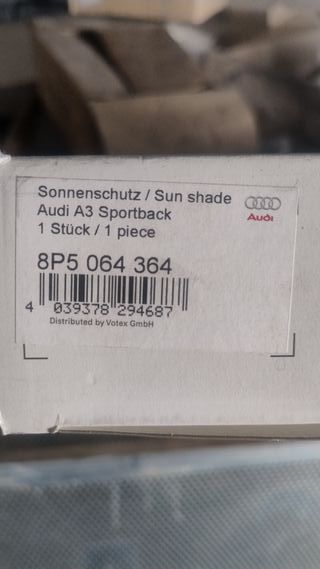 Sonnenschutz / Sun shade
Audi A3 Sportback
Audi
1 Stück / 1 piece
8P5 064 364
4 039378 294687
Distributed by Votex GmbH